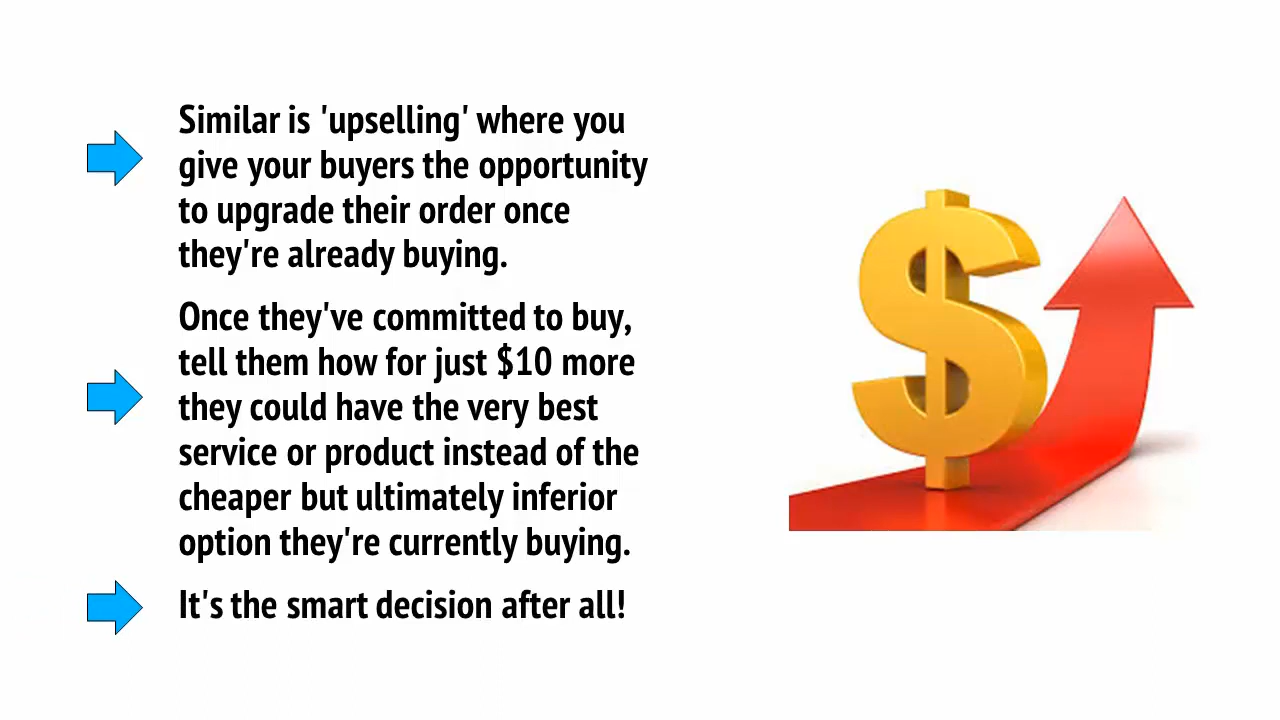 Similar is 'upselling' where you
give your buyers the opportunity
to upgrade their order once
they're already buying.
Once they've committed to buy,
tell them how for just $10 more
they could have the very best
service or product instead of the
cheaper but ultimately inferior
option they're currently buying.
It's the smart decision after all!